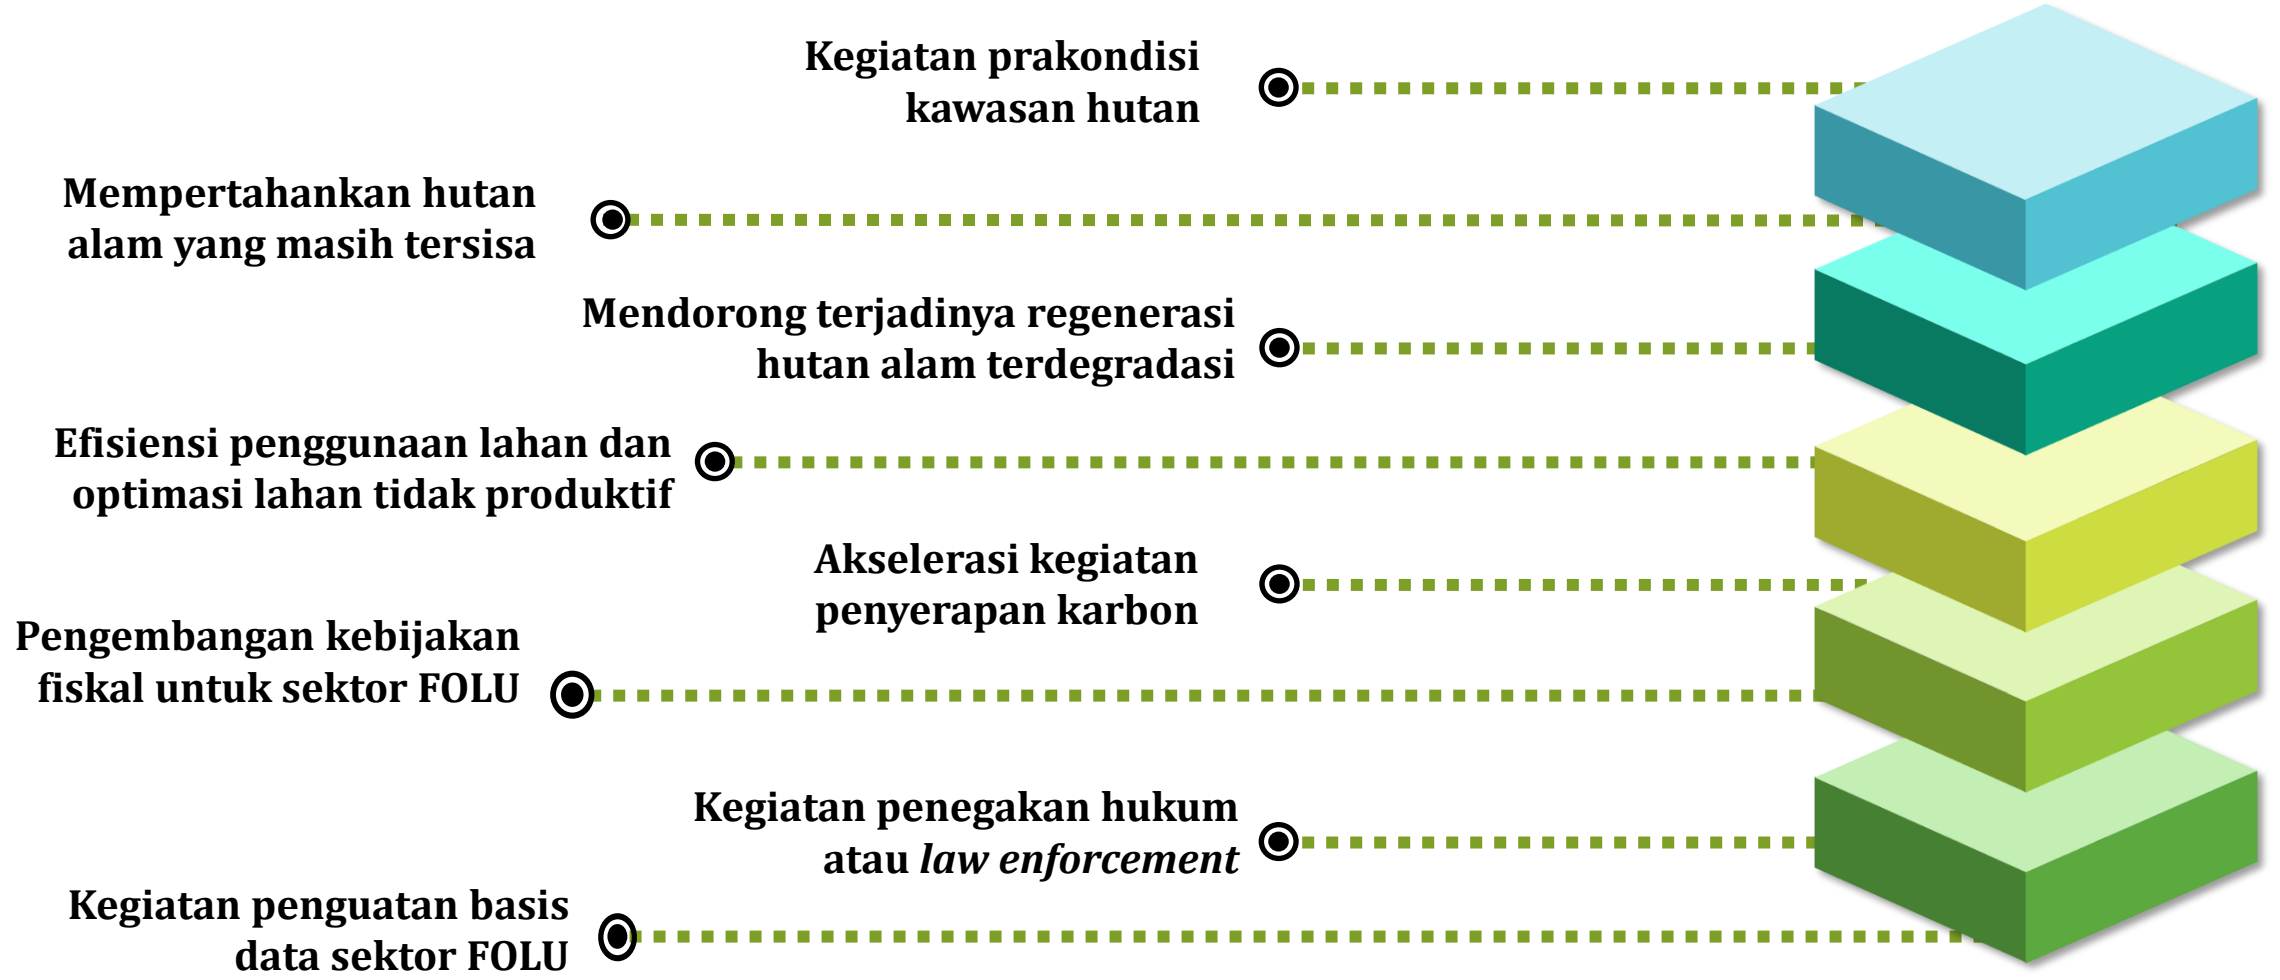 Kegiatan prakondisi
kawasan hutan
Mempertahankan hutan
alam yang masih tersisa
Mendorong terjadinya regenerasi
hutan alam terdegradasi
Efisiensi penggunaan lahan dan
optimasi lahan tidak produktif
Akselerasi kegiatan
penyerapan karbon
Pengembangan kebijakan
fiskal untuk sektor FOLU
Kegiatan penegakan hukum
atau law enforcement
Kegiatan penguatan basis
data sektor FOLU